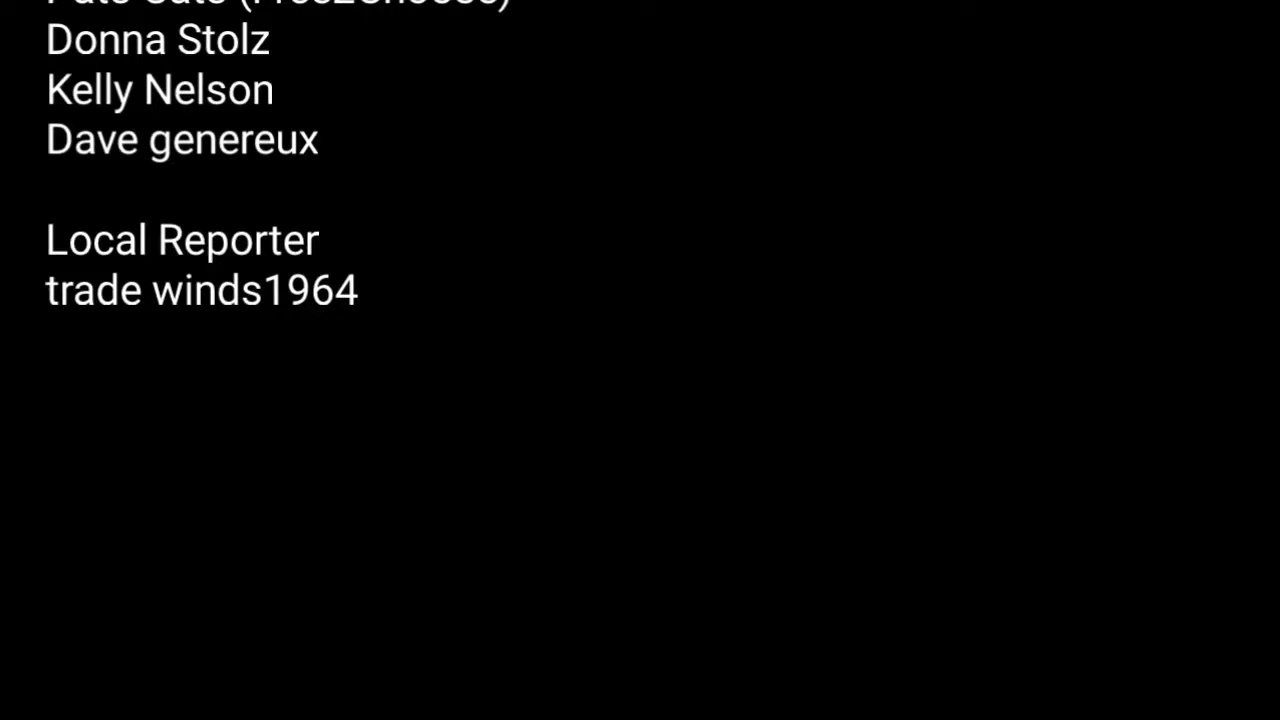 Donna Stolz
Kelly Nelson
Dave genereux
Local Reporter
trade winds1964